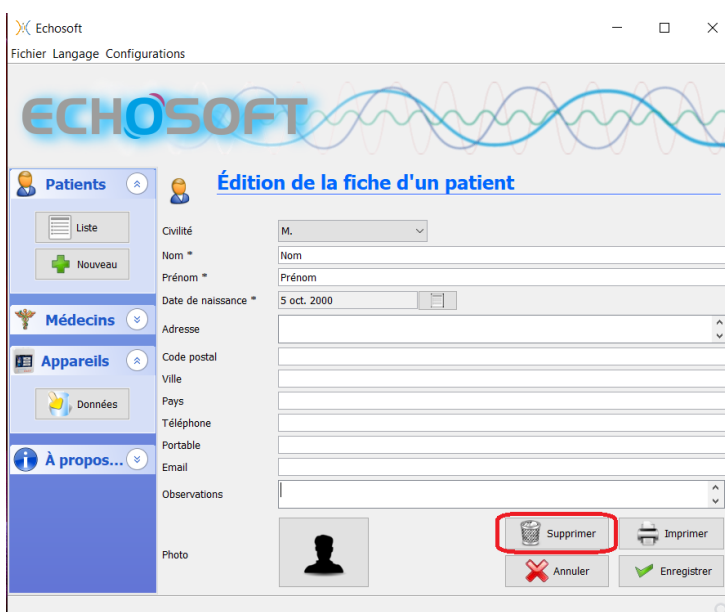 Echosoft
Fichier Langage Configurations
ECHOSOFT
Patients
Liste
Nouveau
Médecins
Appareils
Données
À propos...
Édition de la fiche d'un patient
Civilité M.
Nom * Nom
Prénom * Prénom
Date de naissance * 5 oct. 2000
Adresse
Code postal
Ville
Pays
Téléphone
Portable
Email
Observations
Photo
Supprimer Imprimer
Annuler Enregistrer